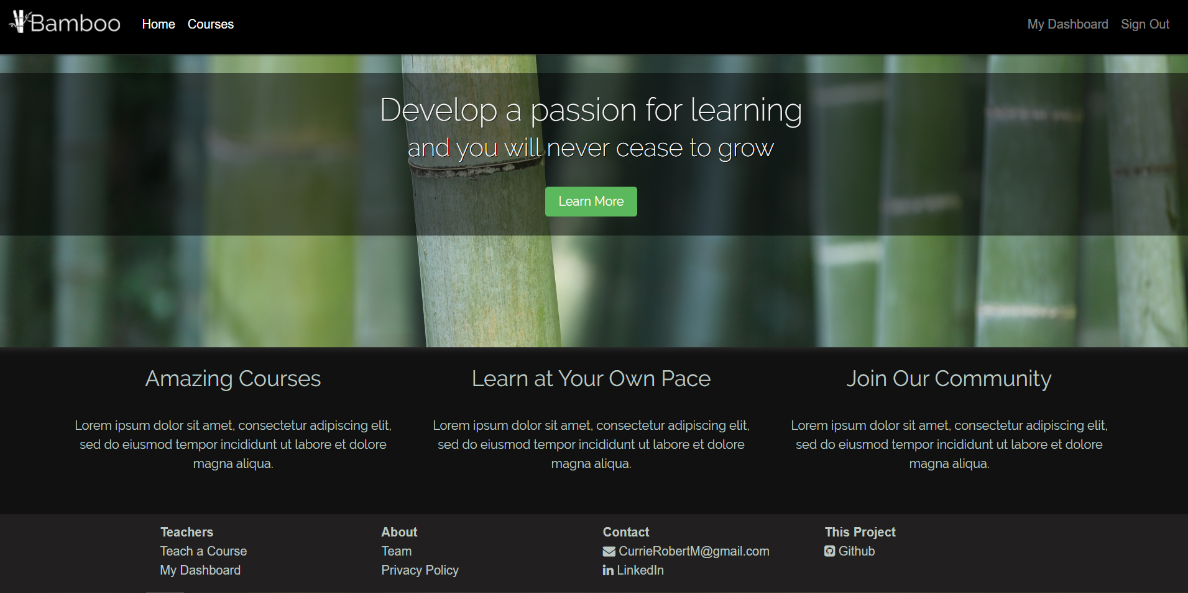 Bamboo Home Courses My Dashboard Sign Out
Develop a passion for learning
and you will never cease to grow
Learn More
Amazing Courses
Lorem ipsum dolor sit amet, consectetur adipiscing elit,
sed do eiusmod tempor incididunt ut labore et dolore
magna aliqua.
Learn at Your Own Pace
Lorem ipsum dolor sit amet, consectetur adipiscing elit,
sed do eiusmod tempor incididunt ut labore et dolore
magna aliqua.
Join Our Community
Lorem ipsum dolor sit amet, consectetur adipiscing elit,
sed do eiusmod tempor incididunt ut labore et dolore
magna aliqua.
Teachers
Teach a Course
My Dashboard
About
Team
Privacy Policy
Contact
CurrieRobertM@gmail.com
LinkedIn
This Project
Github